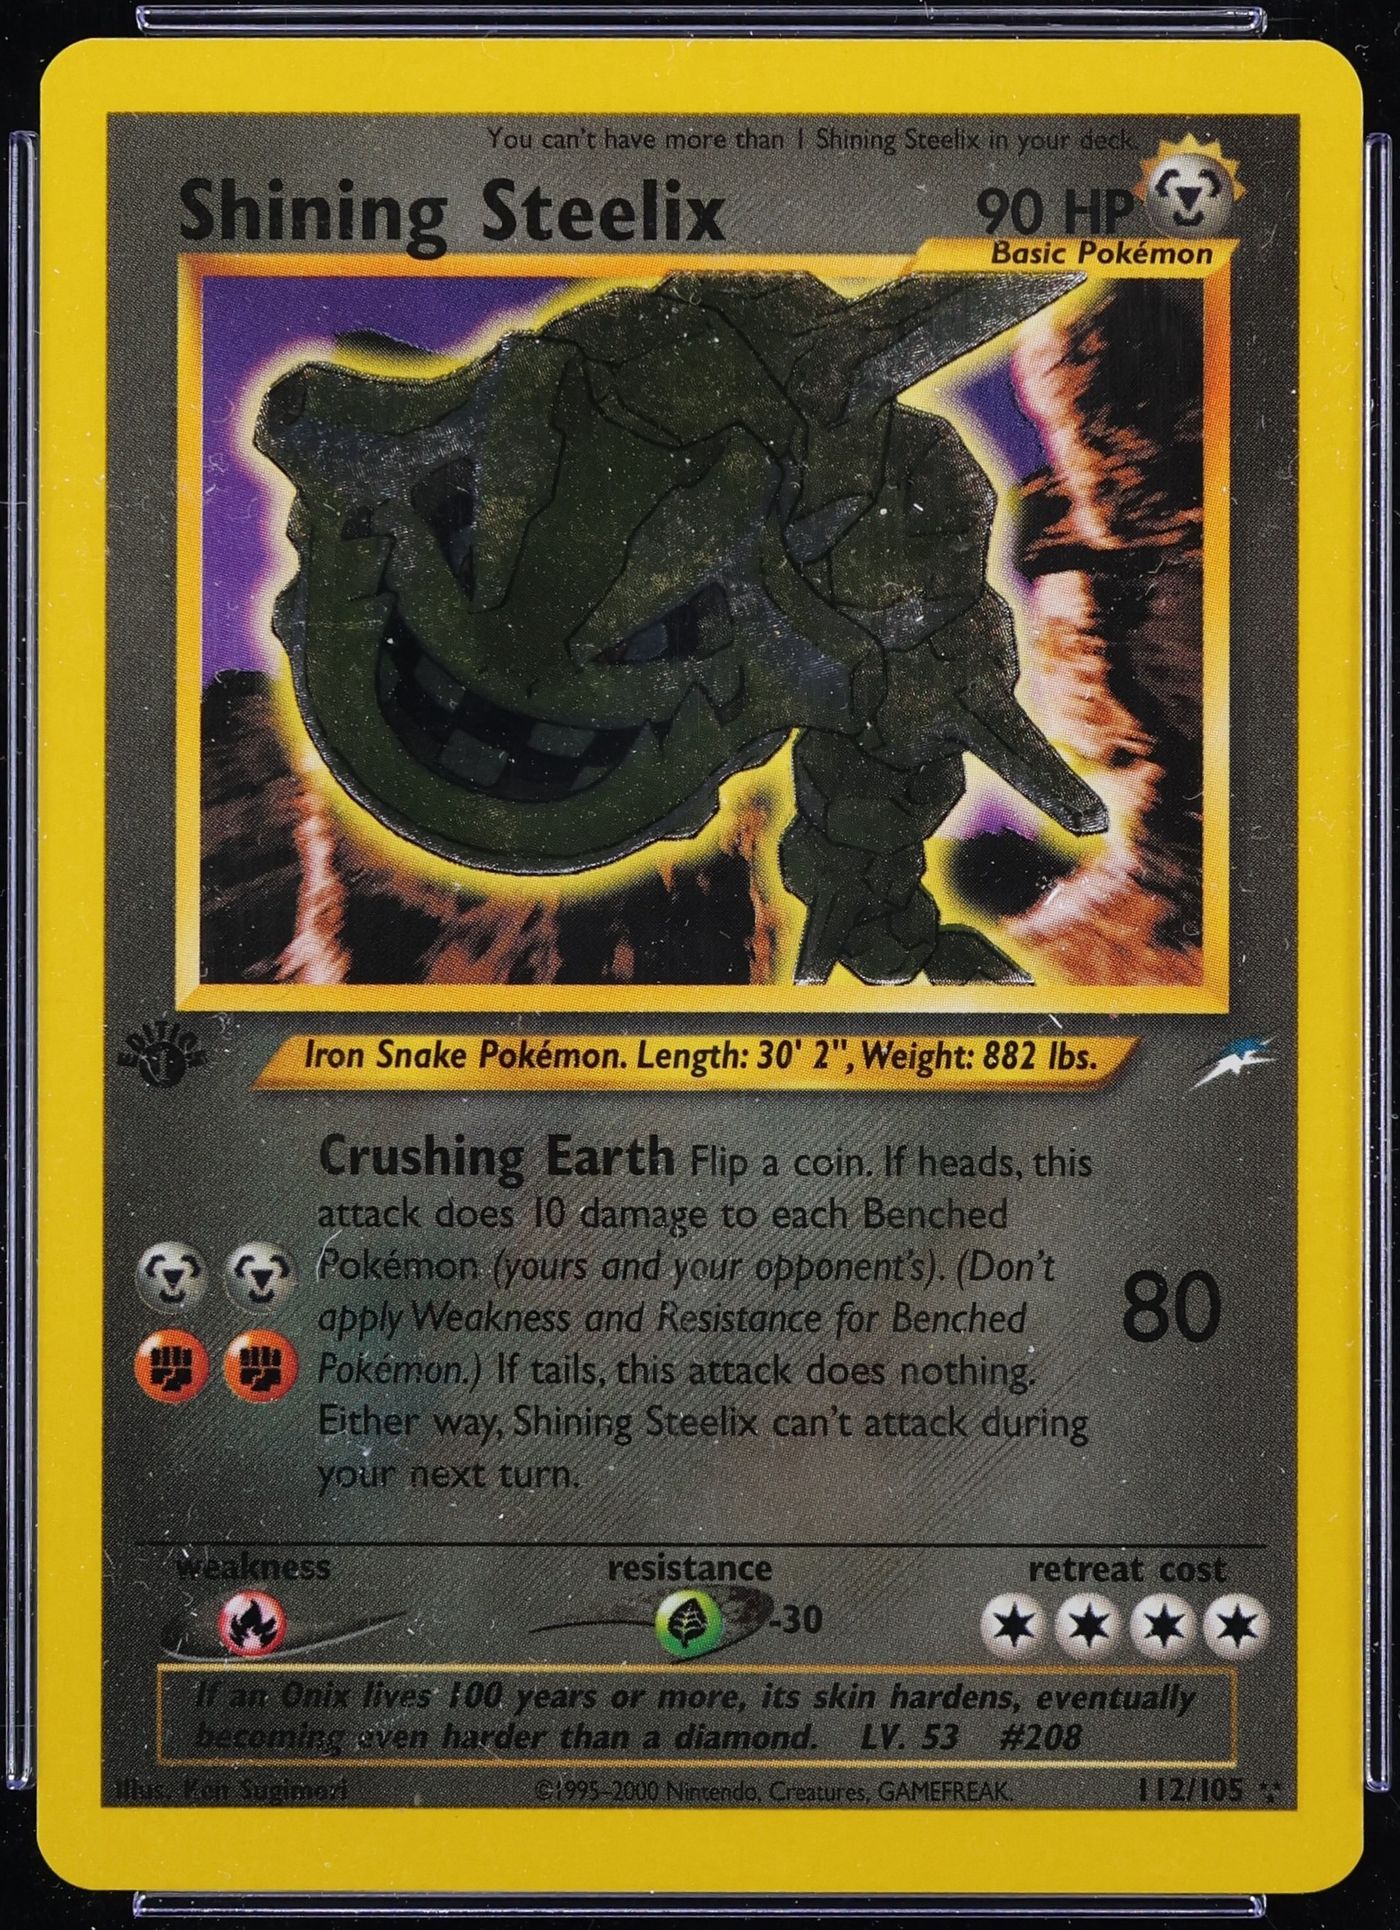 You can't have more than 1 Shining Steelix in your deck.
Shining Steelix 90 HP
Basic Pokémon
EDITION
1
Iron Snake Pokémon. Length: 30' 2", Weight: 882 lbs.
Crushing Earth Flip a coin. If heads, this
attack does 10 damage to each Benched
Pokémon (yours and your opponent's). (Don't
apply Weakness and Resistance for Benched
Pokémon.) If tails, this attack does nothing.
Either way, Shining Steelix can't attack during
your next turn.
80
weakness resistance retreat cost
-30
If an Onix lives 100 years or more, its skin hardens, eventually
becoming even harder than a diamond. LV. 53 #208
Illus. Ken Sugimori ©1995-2000 Nintendo, Creatures, GAMEFREAK. 112/105